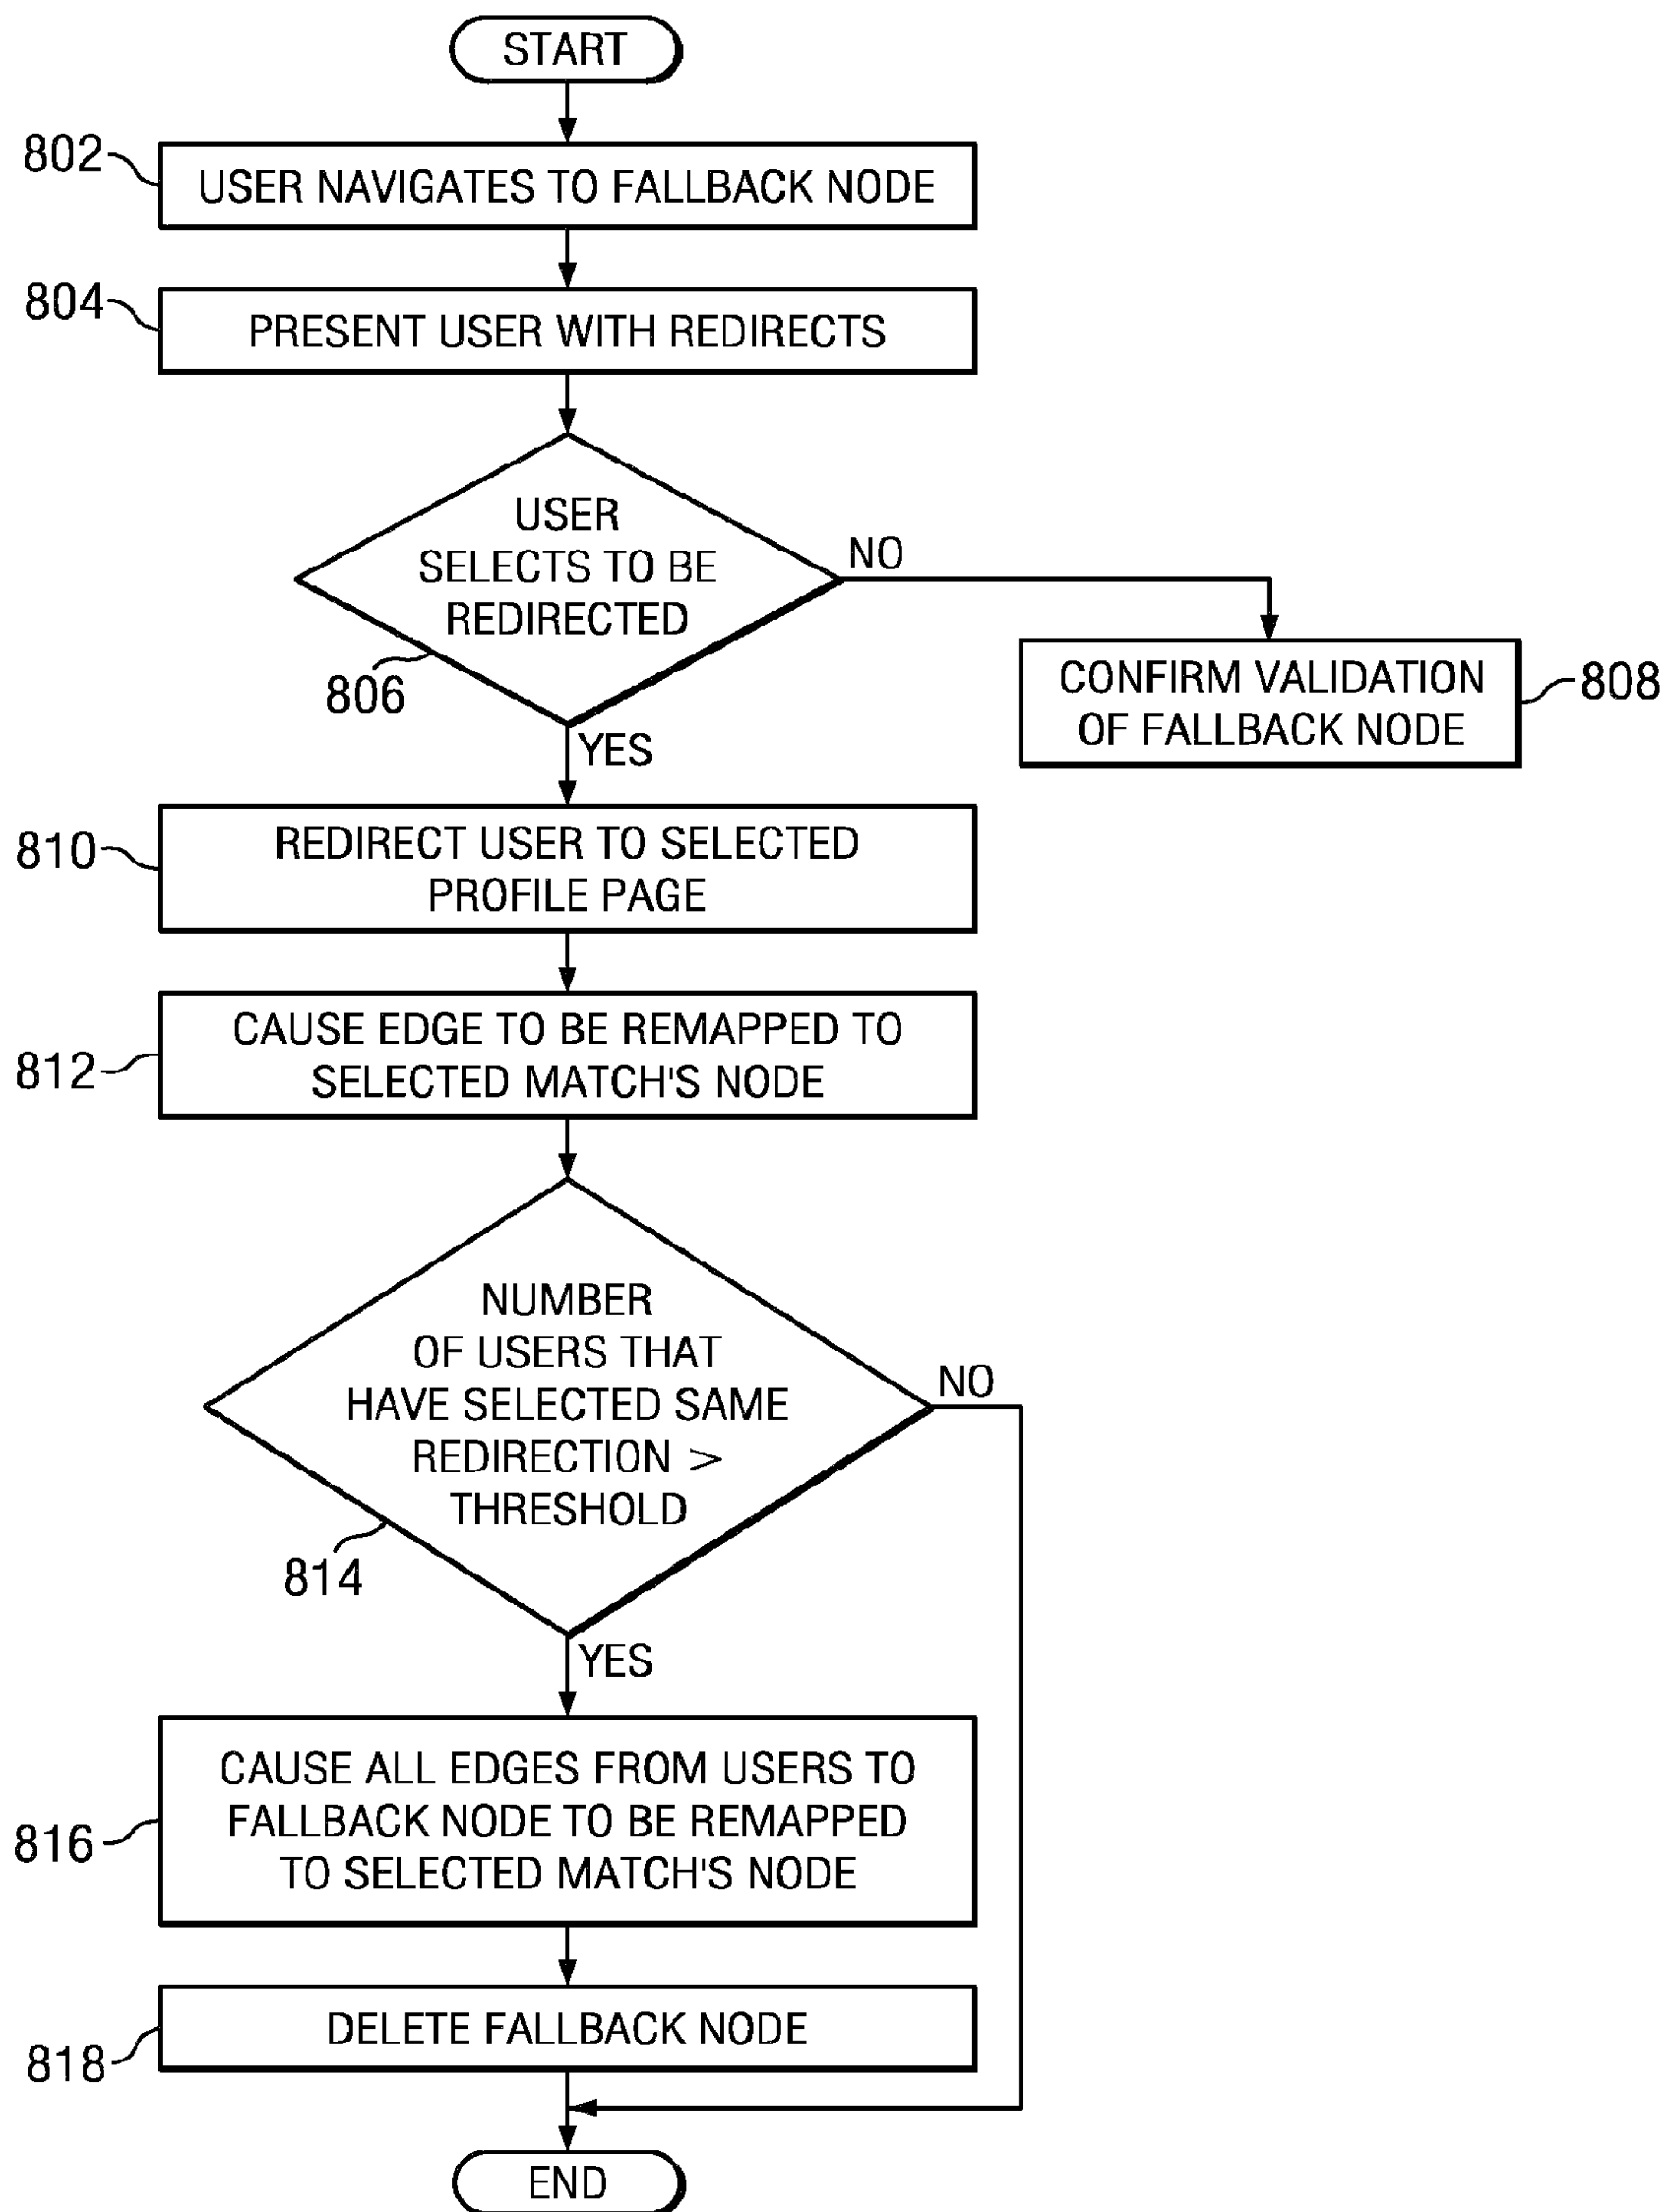 START
802
USER NAVIGATES TO FALLBACK NODE
804
PRESENT USER WITH REDIRECTS
USER
SELECTS TO BE
REDIRECTED
NO
806
YES
CONFIRM VALIDATION
OF FALLBACK NODE
808
810
REDIRECT USER TO SELECTED
PROFILE PAGE
812
CAUSE EDGE TO BE REMAPPED TO
SELECTED MATCH'S NODE
NUMBER
OF USERS THAT
HAVE SELECTED SAME
REDIRECTION >
THRESHOLD
NO
814
YES
816
CAUSE ALL EDGES FROM USERS TO
FALLBACK NODE TO BE REMAPPED
TO SELECTED MATCH'S NODE
818
DELETE FALLBACK NODE
END